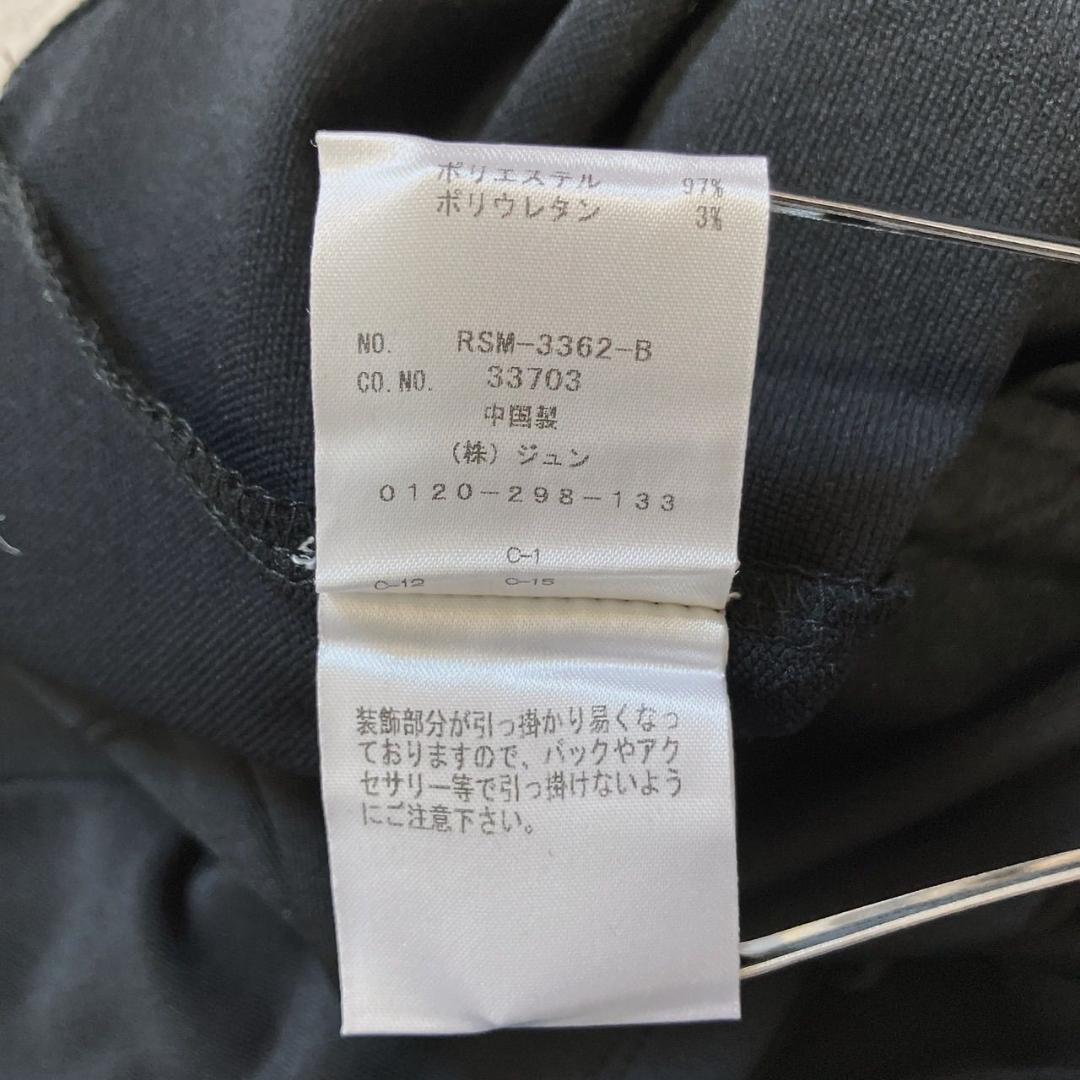 ポリエステル 97%
ポリウレタン 3%
NO. RSM-3362-B
CO.NO. 33703
中国製
(株)ジュン
0120-298-133
C-1
C-12 C-15
装飾部分が引っ掛かり易くなっ
ておりますので、バックやアク
セサリー等で引っ掛けないよう
にご注意下さい。